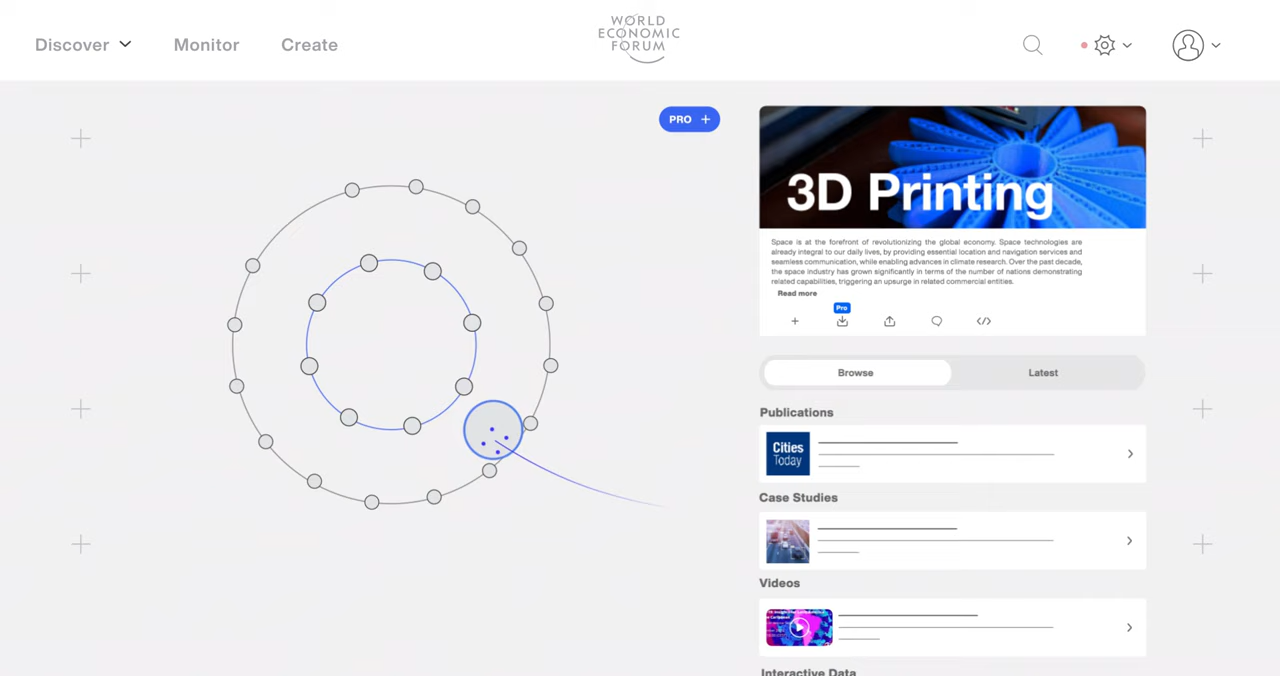 Discover
Monitor
Create
WORLD
ECONOMIC
FORUM
PRO +
3D Printing
Space is at the forefront of revolutionizing the global economy. Space technologies are
already integral to our daily lives, by providing essential location and navigation services and
seamless communication, while enabling advances in climate research. Over the past decade,
the space industry has grown significantly in terms of the number of nations demonstrating
related capabilities, triggering an upsurge in related commercial entities.
Read more
Pro
Browse
Latest
Publications
Cities
Today
Case Studies
Videos
Interactive Data